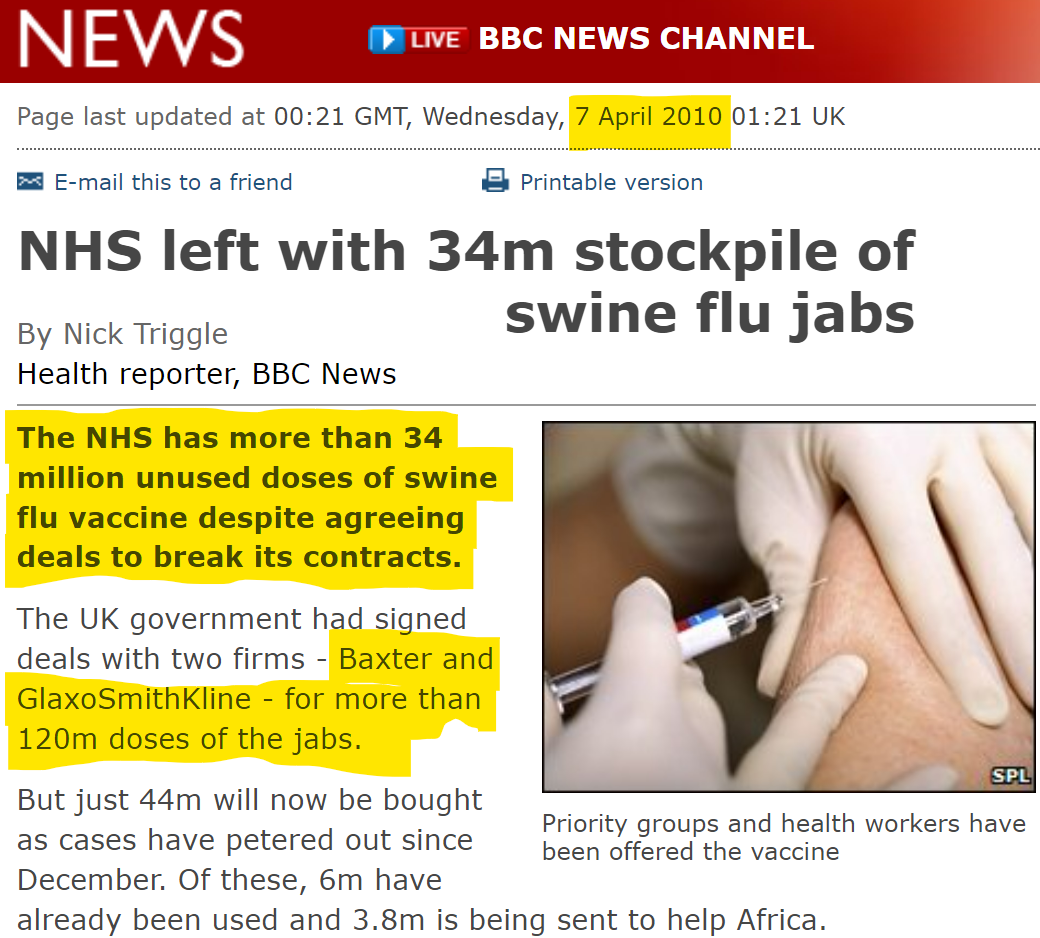 NEWS
LIVE BBC NEWS CHANNEL
Page last updated at 00:21 GMT, Wednesday, 7 April 2010 01:21 UK
E-mail this to a friend
Printable version
NHS left with 34m stockpile of
swine flu jabs
By Nick Triggle
Health reporter, BBC News
The NHS has more than 34
million unused doses of swine
flu vaccine despite agreeing
deals to break its contracts.
The UK government had signed
deals with two firms - Baxter and
GlaxoSmithKline - for more than
120m doses of the jabs.
But just 44m will now be bought
as cases have petered out since
December. Of these, 6m have
already been used and 3.8m is being sent to help Africa.
SPL
Priority groups and health workers have
been offered the vaccine